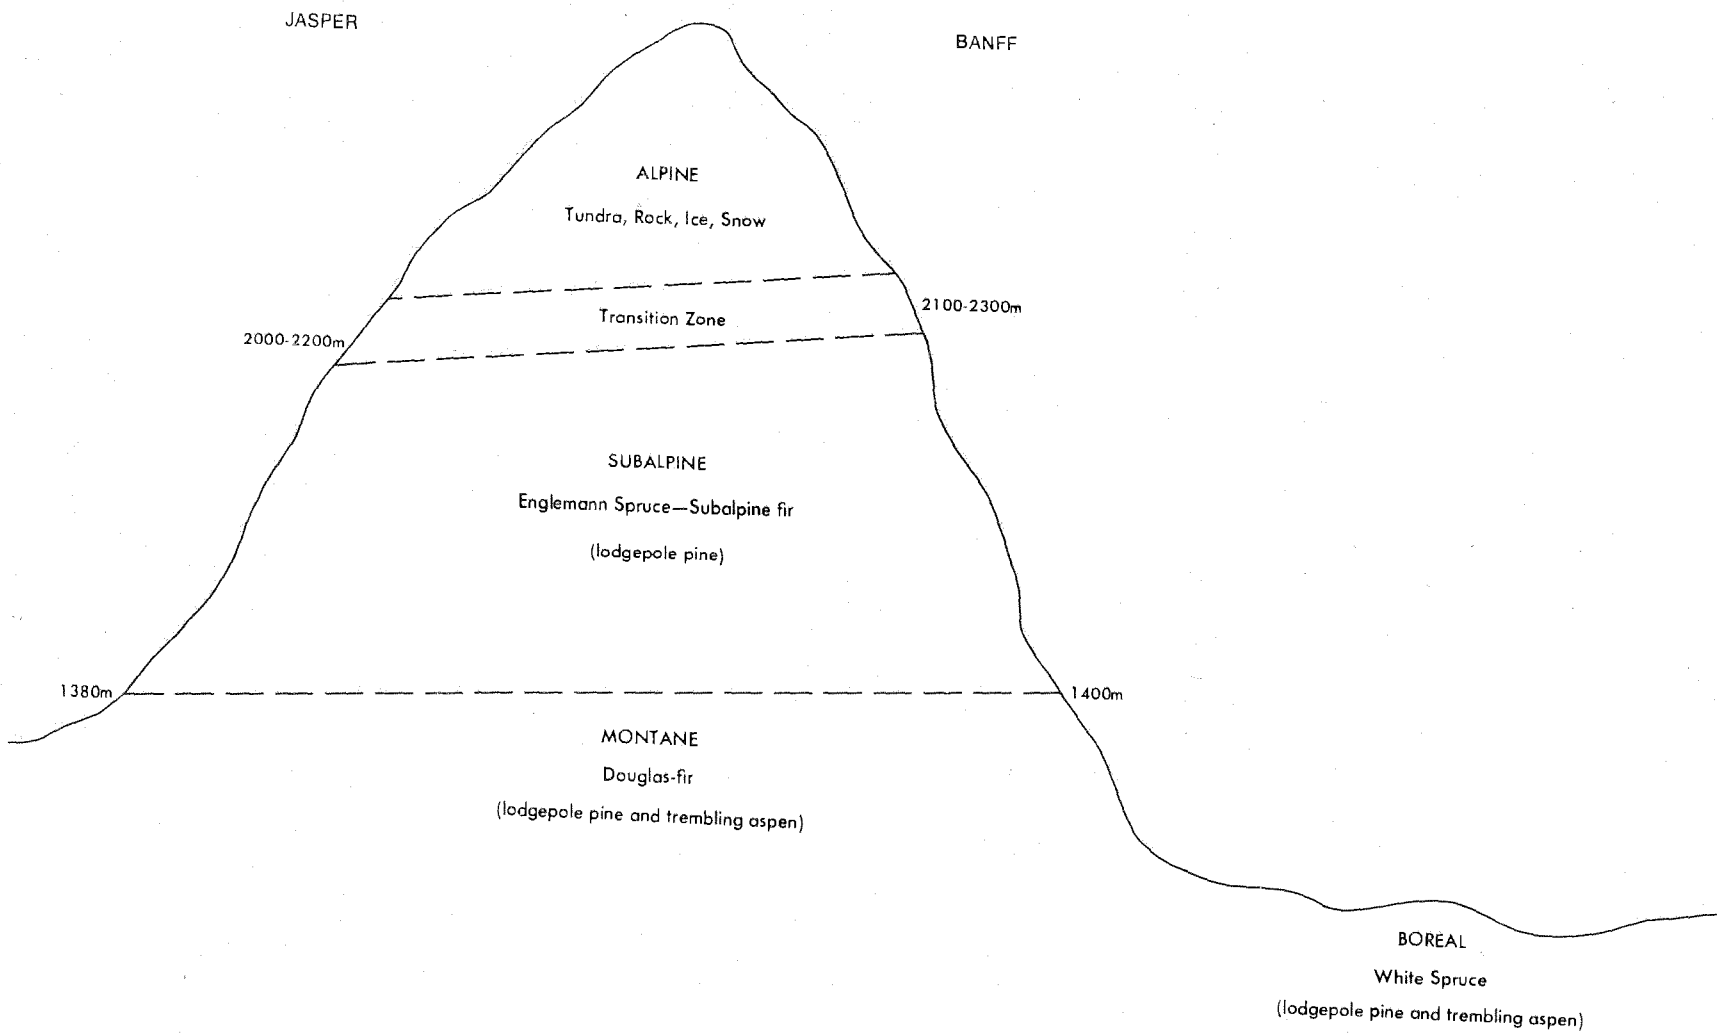 JASPER
BANFF
ALPINE
Tundra, Rock, Ice, Snow
2100-2300m
Transition Zone
2000-2200m
SUBALPINE
Englemann Spruce—Subalpine fir
(lodgepole pine)
1380m
1400m
MONTANE
Douglas-fir
(lodgepole pine and trembling aspen)
BOREAL
White Spruce
(lodgepole pine and trembling aspen)